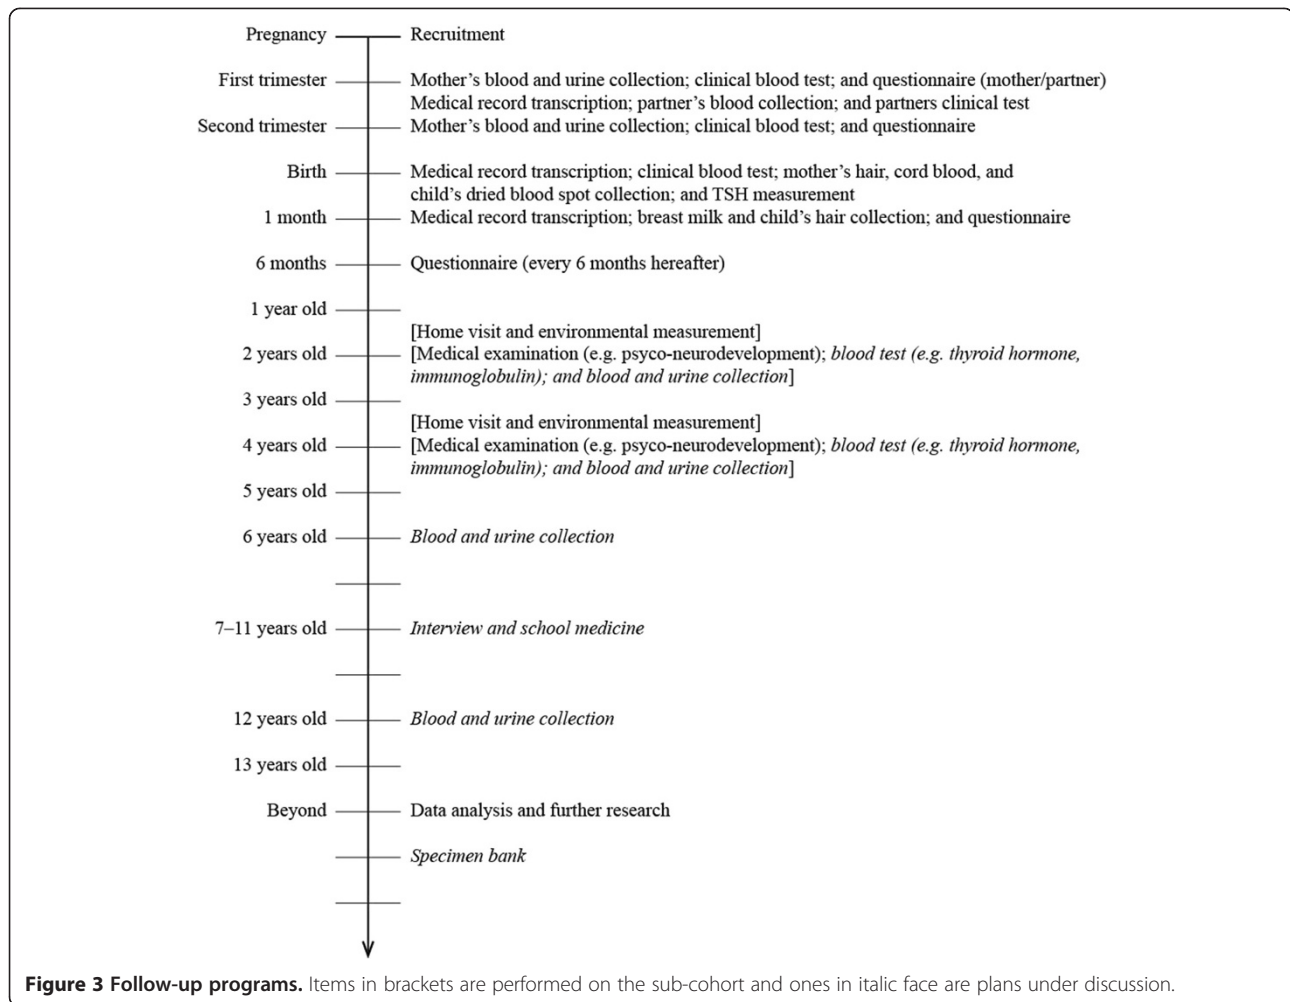 Pregnancy Recruitment
First trimester Mother's blood and urine collection; clinical blood test; and questionnaire (mother/partner)
Medical record transcription; partner's blood collection; and partners clinical test
Second trimester Mother's blood and urine collection; clinical blood test; and questionnaire
Birth Medical record transcription; clinical blood test; mother's hair, cord blood, and
child's dried blood spot collection; and TSH measurement
1 month Medical record transcription; breast milk and child's hair collection; and questionnaire
6 months Questionnaire (every 6 months hereafter)
1 year old
[Home visit and environmental measurement]
2 years old [Medical examination (e.g. psyco-neurodevelopment); blood test (e.g. thyroid hormone,
immunoglobulin); and blood and urine collection]
3 years old
[Home visit and environmental measurement]
4 years old [Medical examination (e.g. psyco-neurodevelopment); blood test (e.g. thyroid hormone,
immunoglobulin); and blood and urine collection]
5 years old
6 years old Blood and urine collection
7–11 years old Interview and school medicine
12 years old Blood and urine collection
13 years old
Beyond Data analysis and further research
Specimen bank
Figure 3 Follow-up programs. Items in brackets are performed on the sub-cohort and ones in italic face are plans under discussion.